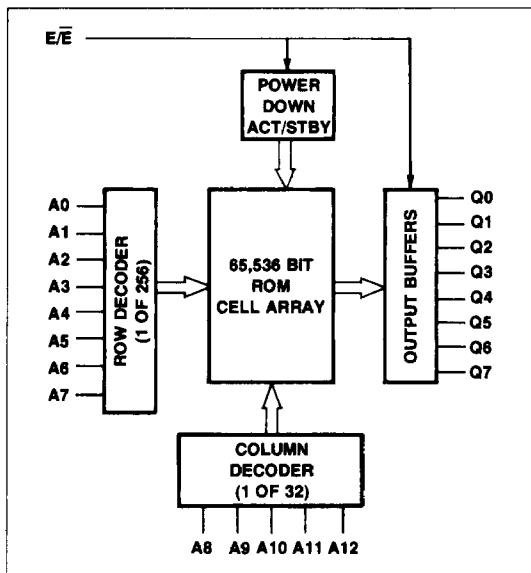 E/E̅
POWER
DOWN
ACT/STBY
A0
A1
A2
A3
A4
A5
A6
A7
ROW DECODER
(1 OF 256)
65,536 BIT
ROM
CELL ARRAY
OUTPUT BUFFERS
Q0
Q1
Q2
Q3
Q4
Q5
Q6
Q7
COLUMN
DECODER
(1 OF 32)
A8 A9 A10 A11 A12